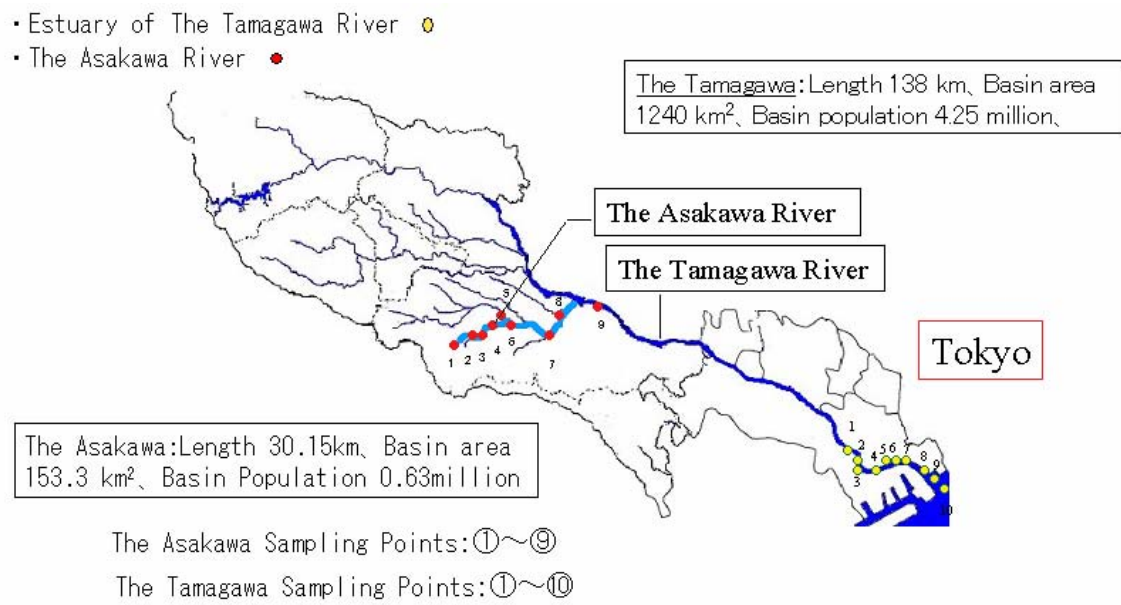 ・Estuary of The Tamagawa River
・The Asakawa River
The Tamagawa:Length 138 km、Basin area
1240 km²、Basin population 4.25 million、
The Asakawa River
The Tamagawa River
5
8
9
1 2 3 4 6
7
Tokyo
1
2
3 4 5 6 7 8 9
10
The Asakawa:Length 30.15km、Basin area
153.3 km²、Basin Population 0.63million
The Asakawa Sampling Points:①～⑨
The Tamagawa Sampling Points:①～⑩